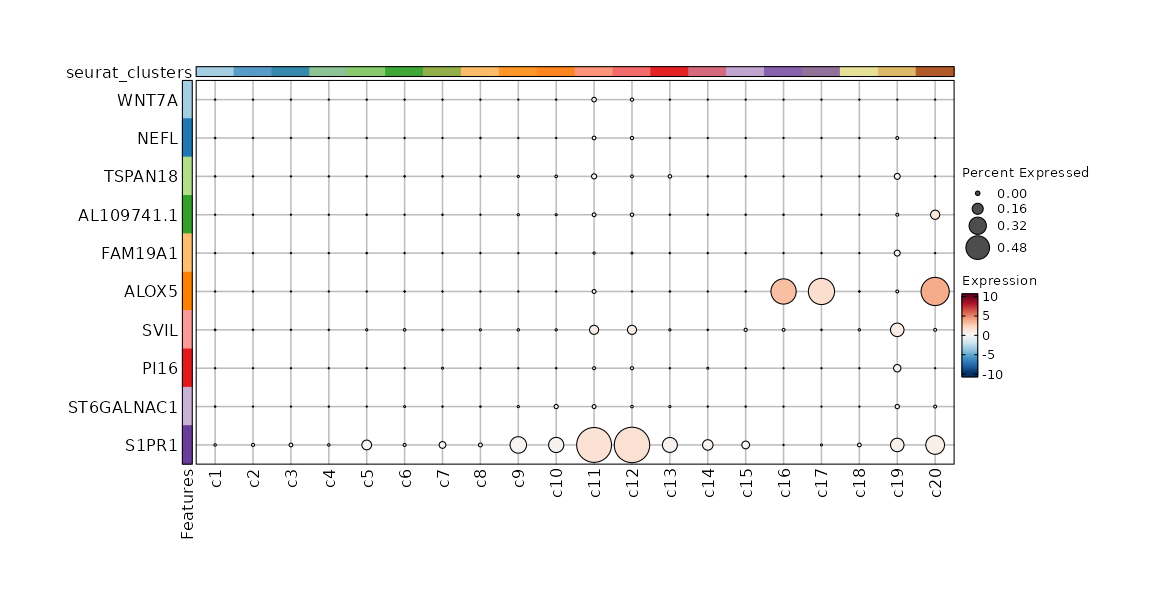 seurat_clusters
WNT7A
NEFL
TSPAN18
AL109741.1
FAM19A1
ALOX5
SVIL
PI16
ST6GALNAC1
S1PR1
Features
c1
c2
c3
c4
c5
c6
c7
c8
c9
c10
c11
c12
c13
c14
c15
c16
c17
c18
c19
c20
Percent Expressed
0.00
0.16
0.32
0.48
Expression
10
5
0
-5
-10